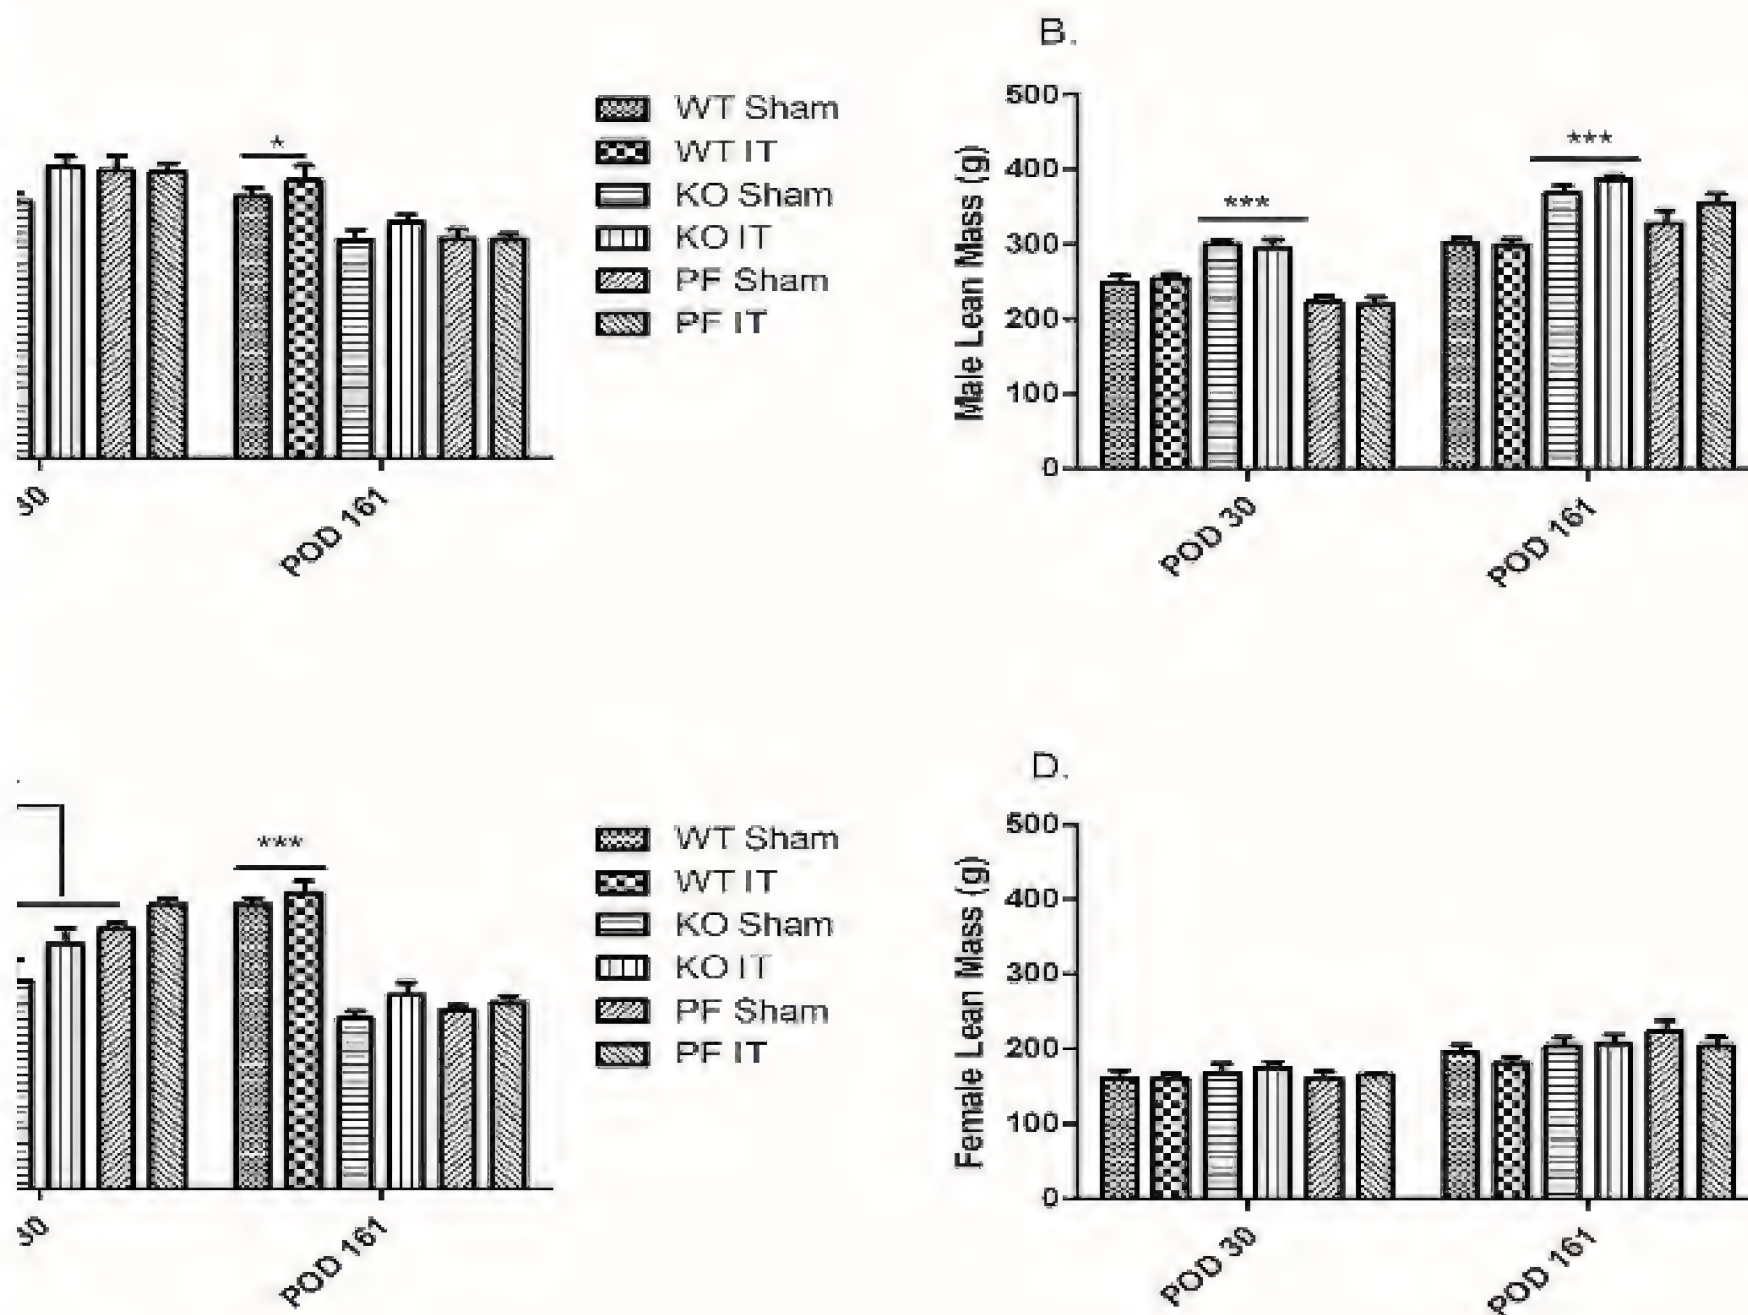 B.
WT Sham
WT IT
KO Sham
KO IT
PF Sham
PF IT
*
30
POD 161
Male Lean Mass (g)
500
400
300
200
100
0
***
***
POD 30
POD 161
D.
***
WT Sham
WT IT
KO Sham
KO IT
PF Sham
PF IT
30
POD 161
Female Lean Mass (g)
500
400
300
200
100
0
POD 30
POD 161